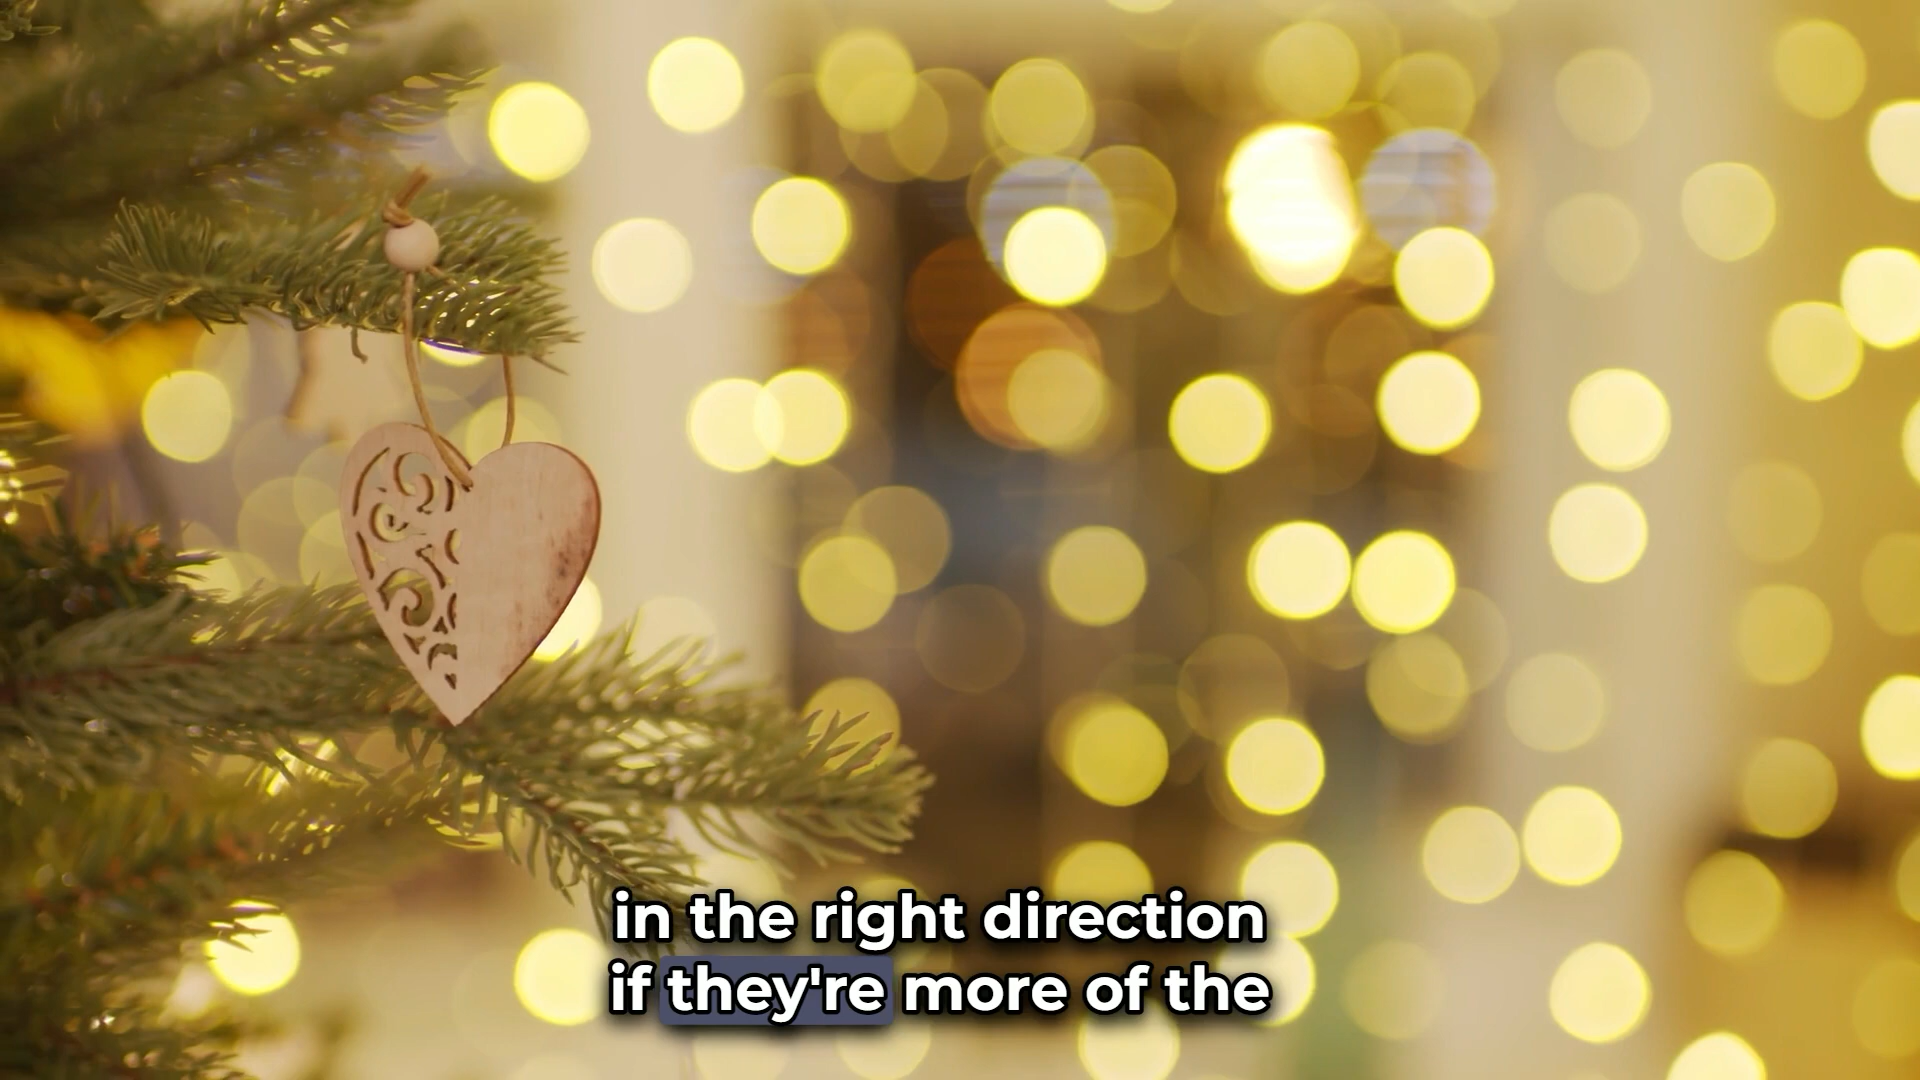 in the right direction
if they're more of the